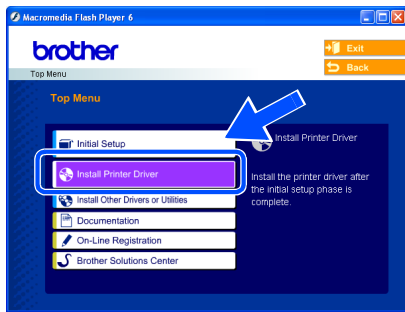 Macromedia Flash Player 6
brother
Exit
Back
Top Menu
Top Menu
Initial Setup
Install Printer Driver
Install Other Drivers or Utilities
Documentation
On-Line Registration
Brother Solutions Center
Install Printer Driver
Install the printer driver after
the initial setup phase is
complete.